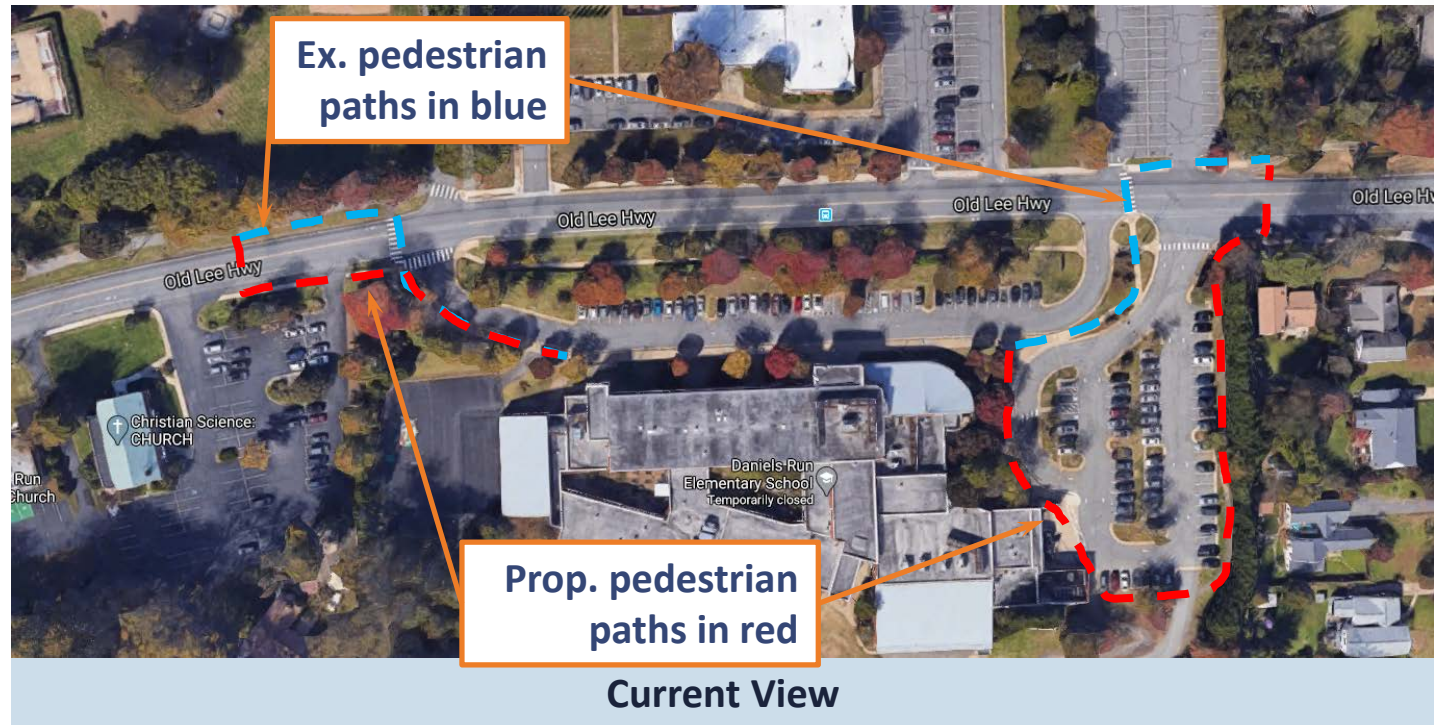 Ex. pedestrian
paths in blue
Old Lee Hwy
Old Lee Hwy
Old Lee Hwy
Old Lee Hwy
Christian Science:
CHURCH
Run
Church
Daniels Run
Elementary School
Temporarily closed
Prop. pedestrian
paths in red
Current View